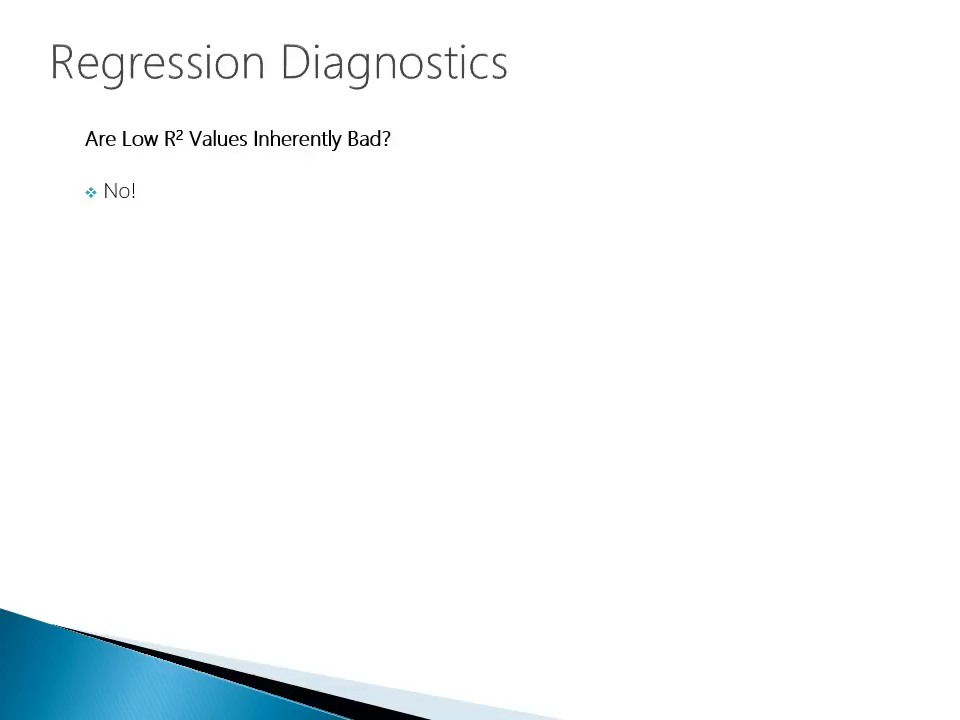 Regression Diagnostics
Are Low R² Values Inherently Bad?
❖ No!